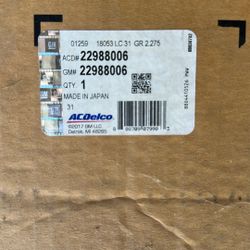 01259 18053 LC 31 GR 2.275
ACD# 22988006
GM# 22988006
QTY. 1
MADE IN JAPAN
31
ACDelco
©2017 GM LLC
Detroit, MI 48265
GM